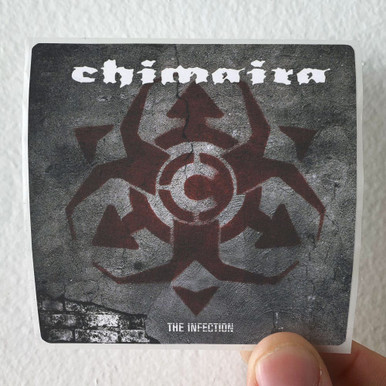 chimaira
C
THE INFECTION